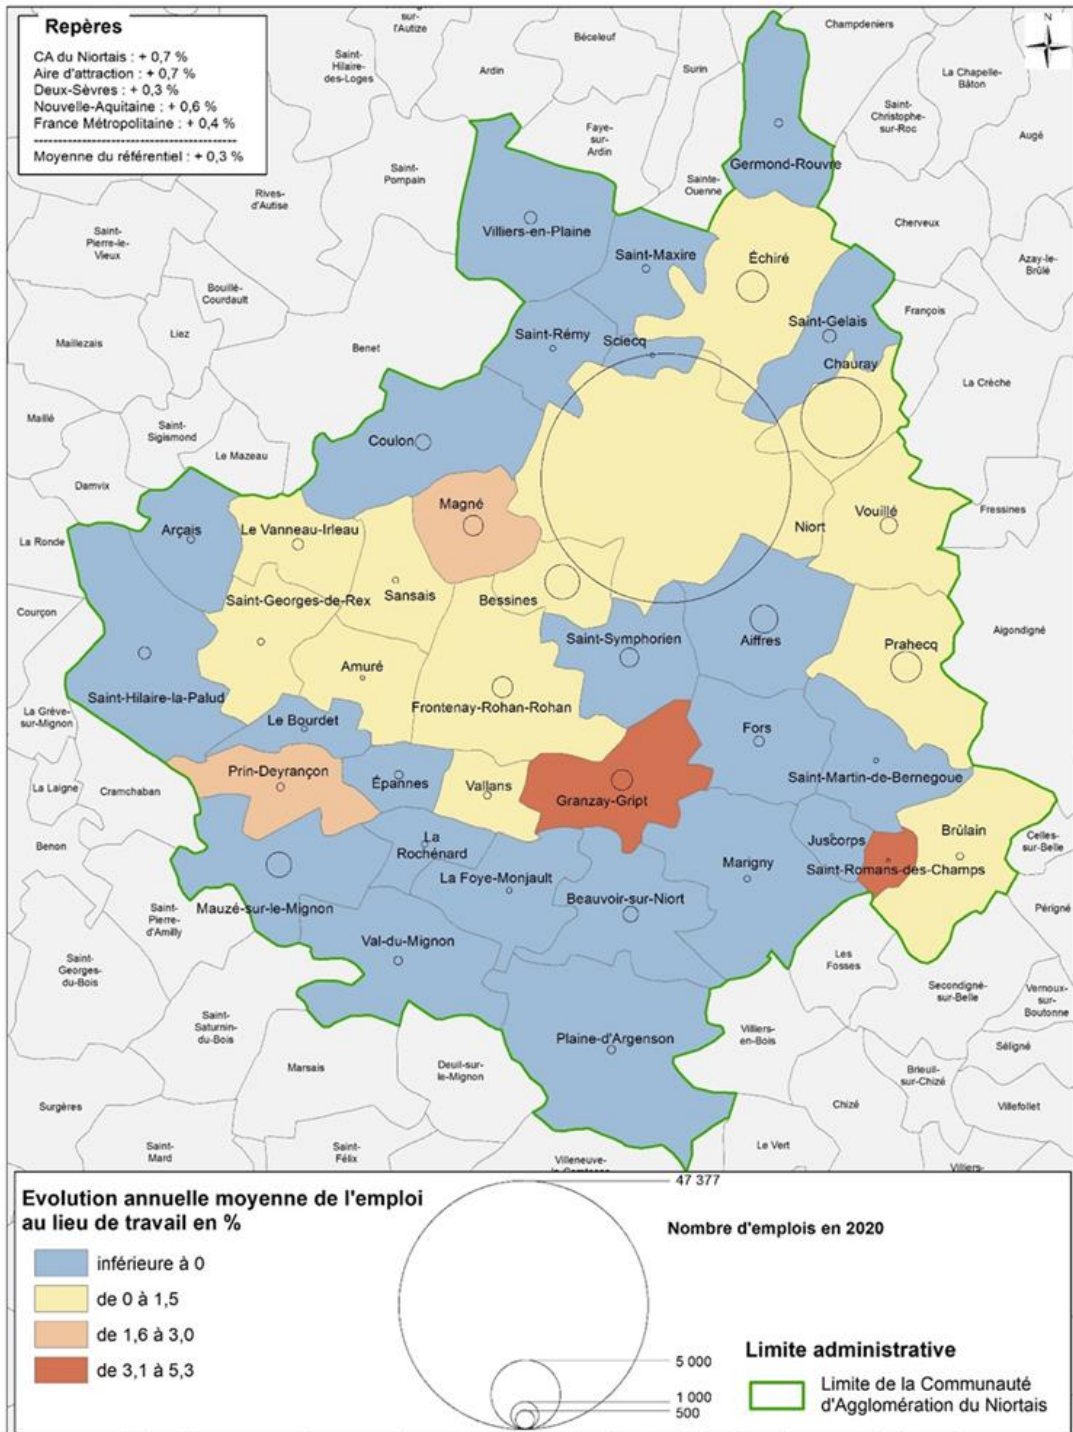 Repères
CA du Niortais : + 0,7 %
Aire d'attraction : + 0,7 %
Deux-Sèvres : + 0,3 %
Nouvelle-Aquitaine : + 0,6 %
France Métropolitaine : + 0,4 %
Moyenne du référentiel : + 0,3 %
sur-
l'Autize
Saint-
Hilaire-
des-Loges
Béceleuf
Ardin
Surin
Champdeniers
N
La Chapelle-
Bâton
Saint-
Christophe-
sur-Roc
Augé
Faye-
sur-
Ardin
Germond-Rouvre
Saint-
Pompain
Sainte-
Ouenne
Rives-
d'Autise
Cherveux
Saint-
Pierre-le-
Vieux
Villiers-en-Plaine
Saint-Maxire
Échiré
Azay-le-
Brûlé
Bouillé-
Courdault
Saint-Gelais
François
Maillezais
Liez
Benet
Saint-Rémy
Sciecq
Chauray
La Crèche
Maillé
Saint-
Sigismond
Le Mazeau
Coulon
Damvix
Magné
Niort
Vouillé
Fressines
La Ronde
Arçais
Le Vanneau-Irleau
Courçon
Saint-Georges-de-Rex
Sansais
Bessines
Saint-Symphorien
Aiffres
Prahecq
Aigondigné
Saint-Hilaire-la-Palud
Amuré
Frontenay-Rohan-Rohan
La Grève-
sur-Mignon
Le Bourdet
Fors
Prin-Deyrançon
Épannes
Vallans
Granzay-Gript
Saint-Martin-de-Bernegoue
La Laigne
Cramchaban
Benon
La
Rochénard
Juscorps
Brûlain
Celles-
sur-Belle
La Foye-Monjault
Marigny
Saint-Romans-des-Champs
Mauzé-sur-le-Mignon
Beauvoir-sur-Niort
Périgné
Saint-
Pierre-
d'Amilly
Val-du-Mignon
Les
Fosses
Saint-
Georges-
du-Bois
Secondigné-
sur-Belle
Vernoux-
sur-
Boutonne
Saint-
Saturnin-
du-Bois
Plaine-d'Argenson
Villiers-
en-Bois
Séligné
Marsais
Deuil-sur-
le-Mignon
Brieuil-
sur-Chizé
Surgères
Chizé
Villefollet
Saint-
Mard
Saint-
Félix
Villeneuve-
Le Vert
Villiers-
Evolution annuelle moyenne de l'emploi
au lieu de travail en %
inférieure à 0
de 0 à 1,5
de 1,6 à 3,0
de 3,1 à 5,3
47 377
Nombre d'emplois en 2020
5 000
1 000
500
Limite administrative
Limite de la Communauté
d'Agglomération du Niortais